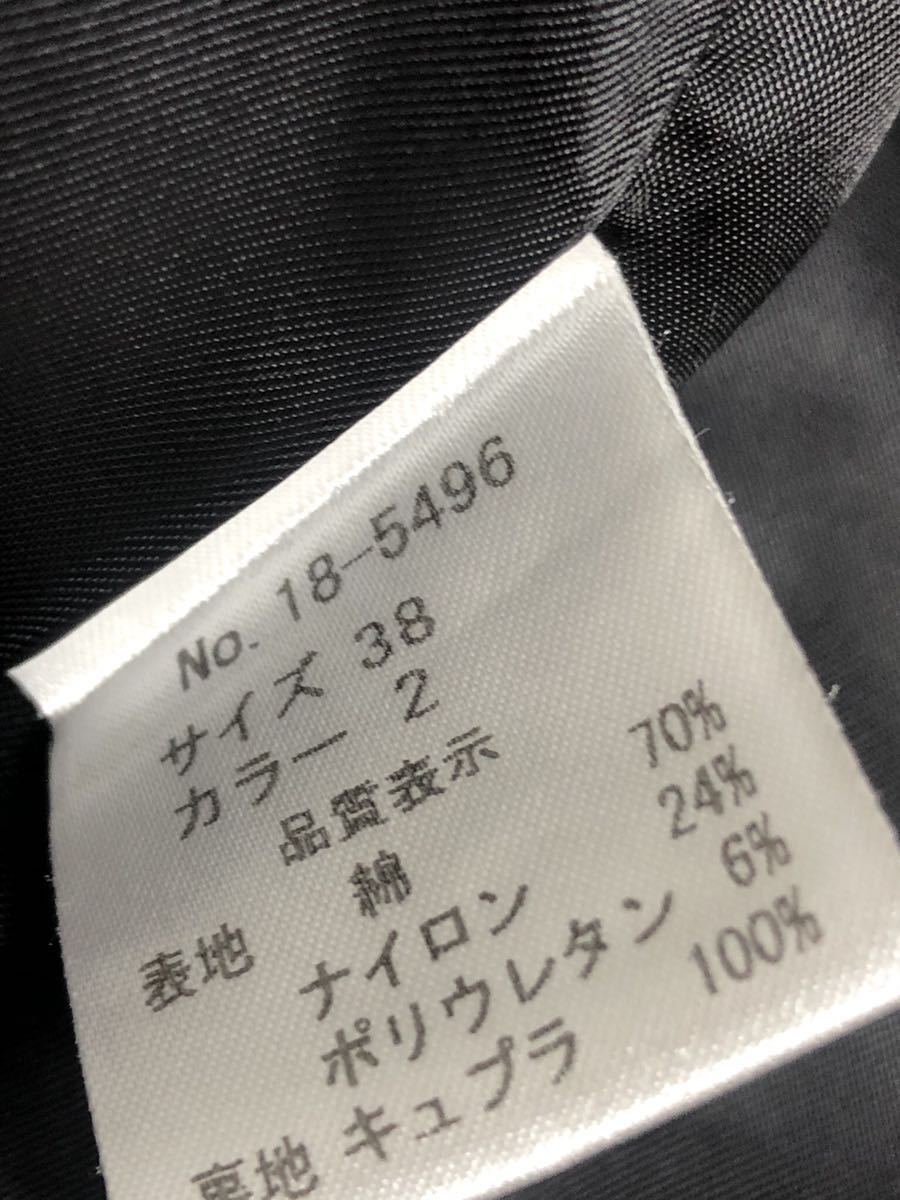 No. 18-5496
サイズ 38
カラー 2
品質表示
表地 綿 70%
ナイロン 24%
ポリウレタン 6%
裏地 キュプラ 100%